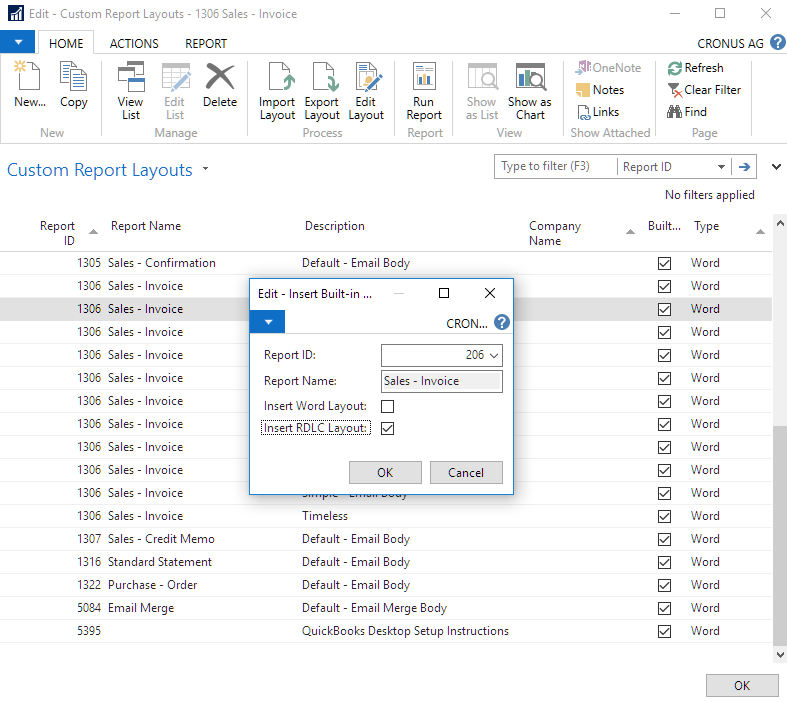 Edit - Custom Report Layouts - 1306 Sales - Invoice
HOME ACTIONS REPORT CRONUS AG ?
New... Copy View List Edit List Delete Import Layout Export Layout Edit Layout Run Report Show as List Show as Chart OneNote Notes Links Refresh Clear Filter Find
New Manage Process Report View Show Attached Page
Custom Report Layouts Type to filter (F3) Report ID
No filters applied
Report ID Report Name Description Company Name Built... Type
1305 Sales - Confirmation Default - Email Body Word
1306 Sales - Invoice Word
1306 Sales - Invoice Word
1306 Sales - Invoice Word
1306 Sales - Invoice Word
1306 Sales - Invoice Word
1306 Sales - Invoice Word
1306 Sales - Invoice Word
1306 Sales - Invoice Word
1306 Sales - Invoice Word
1306 Sales - Invoice Simple - Email Body Word
1306 Sales - Invoice Timeless Word
1307 Sales - Credit Memo Default - Email Body Word
1316 Standard Statement Default - Email Body Word
1322 Purchase - Order Default - Email Body Word
5084 Email Merge Default - Email Merge Body Word
5395 QuickBooks Desktop Setup Instructions Word
OK
Edit - Insert Built-in ...
CRON... ?
Report ID: 206
Report Name: Sales - Invoice
Insert Word Layout:
Insert RDLC Layout:
OK Cancel